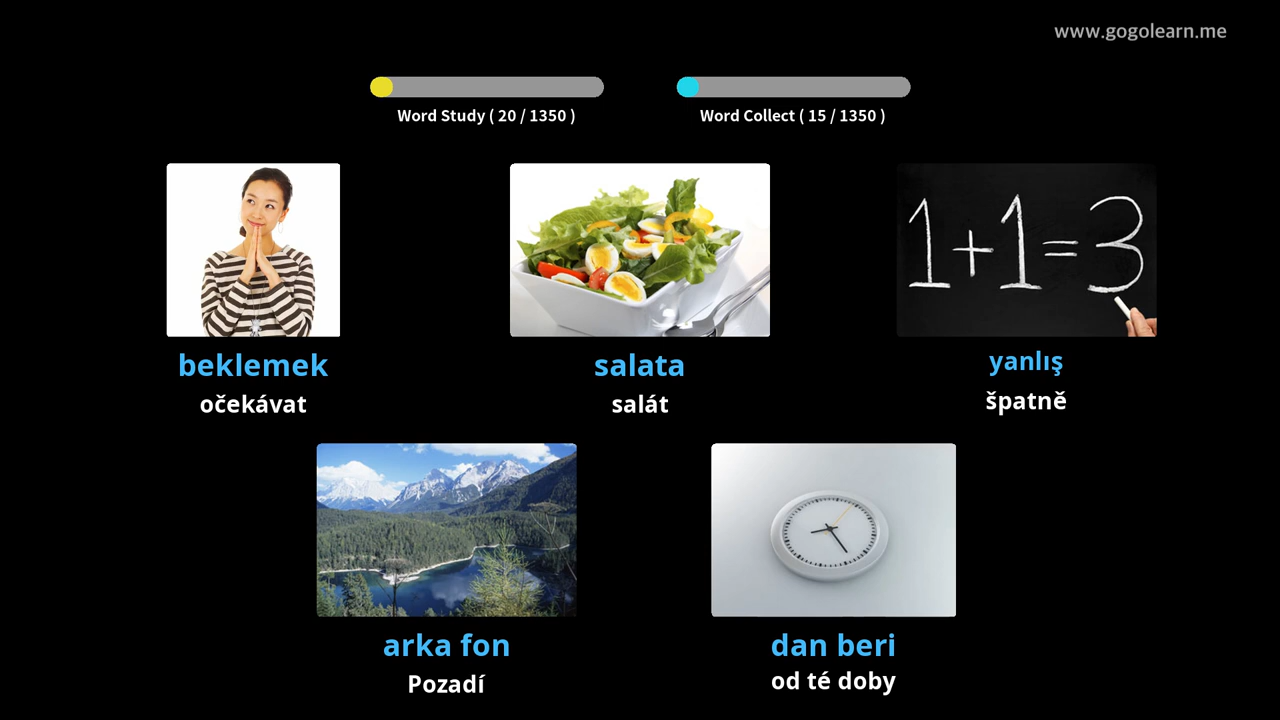 www.gogolearn.me
Word Study ( 20 / 1350 )
Word Collect ( 15 / 1350 )
1+1=3
beklemek
očekávat
salata
salát
yanlış
špatně
arka fon
Pozadí
dan beri
od té doby